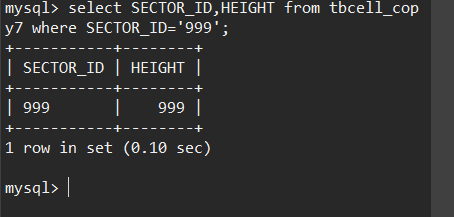 mysql> select SECTOR_ID,HEIGHT from tbcell_cop
y7 where SECTOR_ID='999';
+-----------+--------+
| SECTOR_ID | HEIGHT |
+-----------+--------+
| 999       |    999 |
+-----------+--------+
1 row in set (0.10 sec)
mysql>